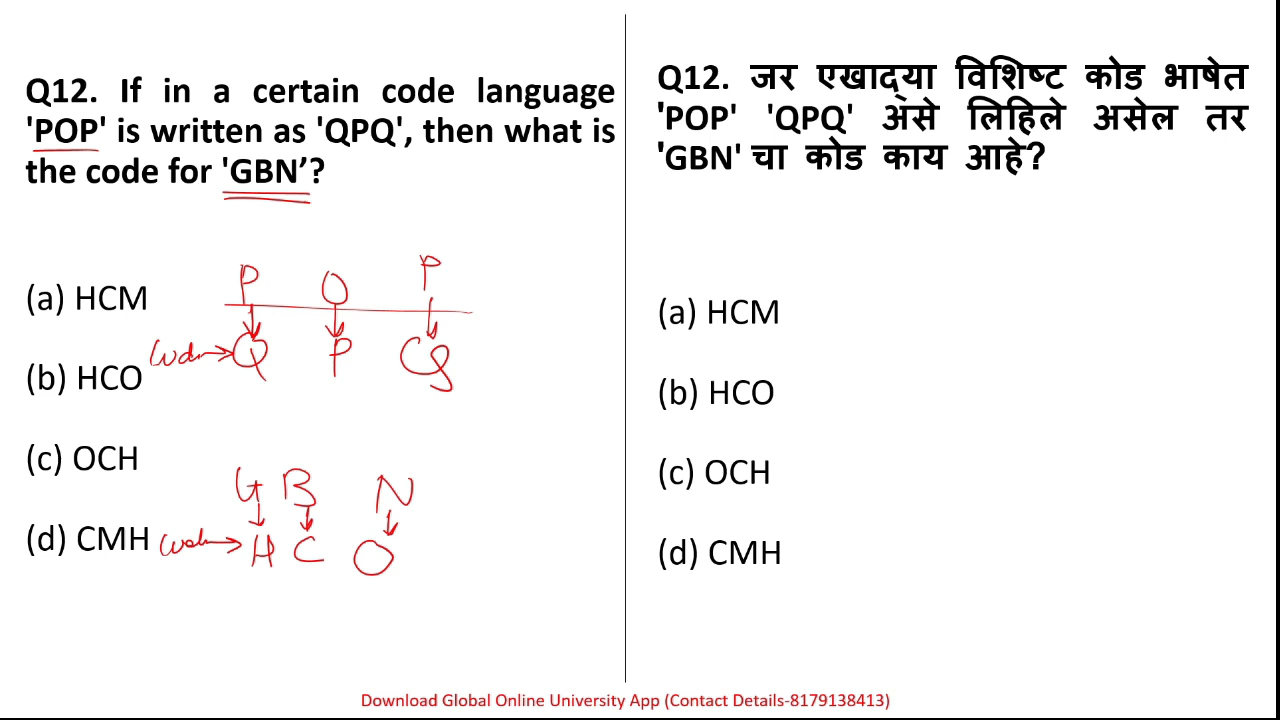 Q12. If in a certain code language
'POP' is written as 'QPQ', then what is
the code for 'GBN’?
(a) HCM
(b) HCO
(c) OCH
(d) CMH
P O P
Q P Q
G B N
H C O
Q12. जर एखाद्या विशिष्ट कोड भाषेत
'POP' 'QPQ' असे लिहिले असेल तर
'GBN' चा कोड काय आहे?
(a) HCM
(b) HCO
(c) OCH
(d) CMH
Download Global Online University App (Contact Details-8179138413)